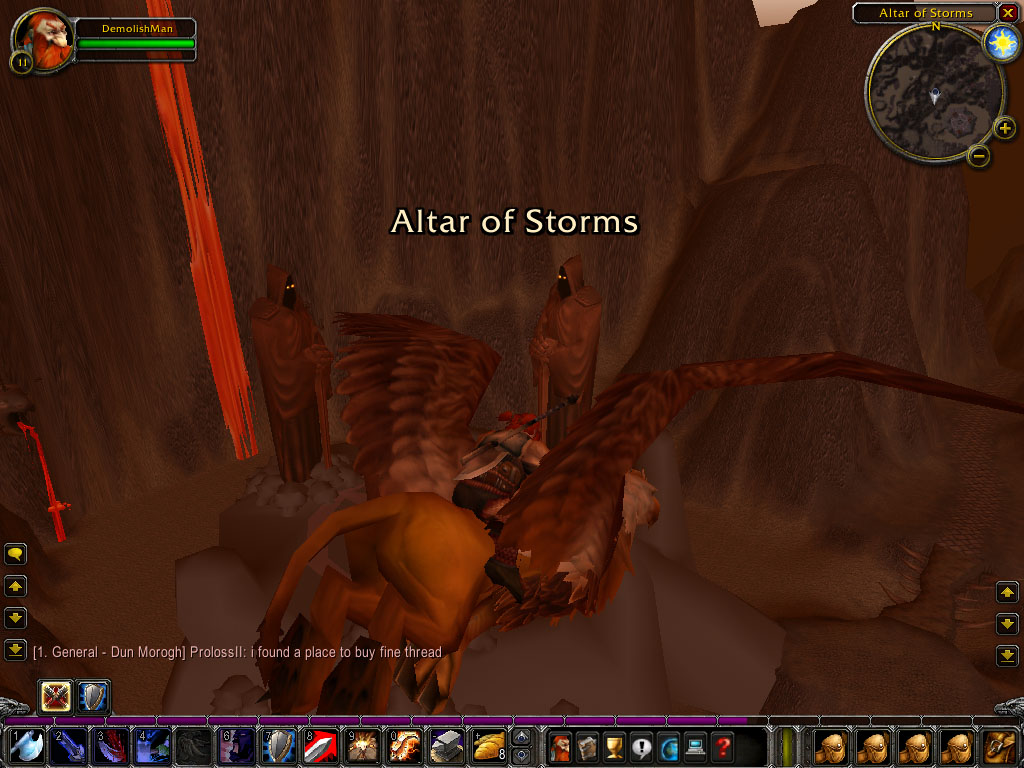 DemolishMan
11
Altar of Storms
N
Altar of Storms
[1. General - Dun Morogh] ProlossII: i found a place to buy fine thread
1 2 3 4 6 7 8 9 0 - + 8